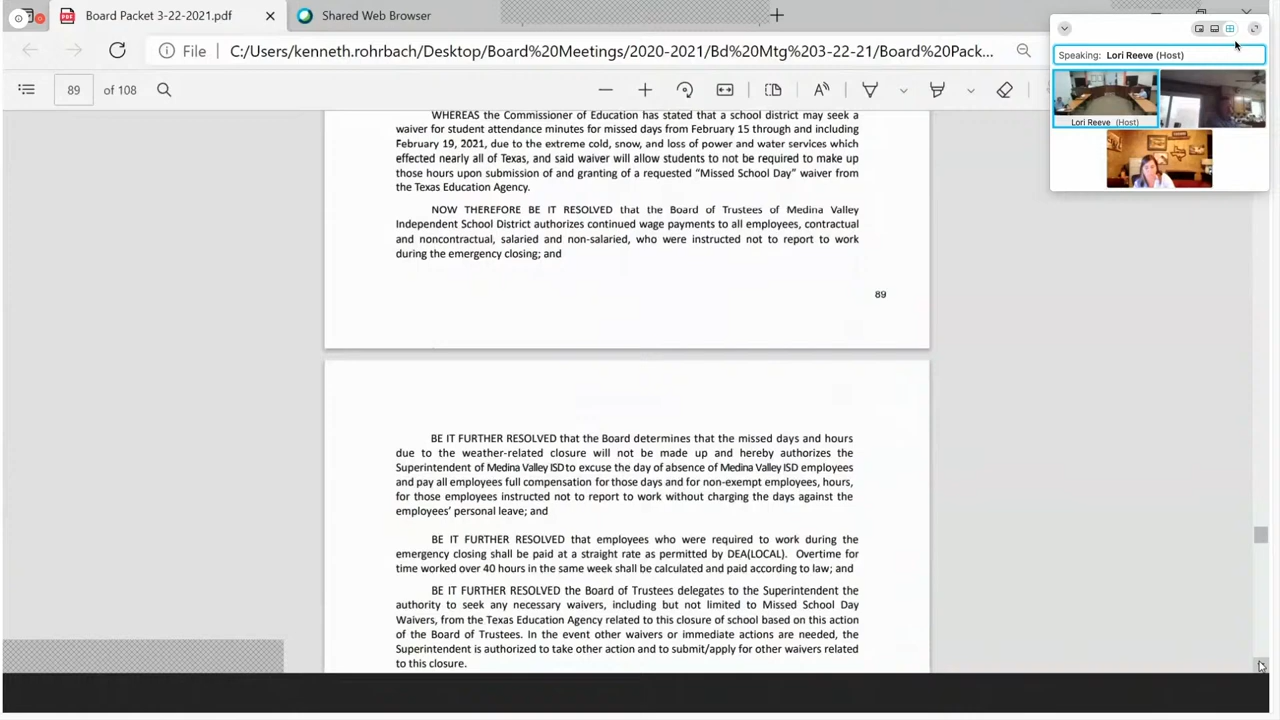 Board Packet 3-22-2021.pdf
Shared Web Browser
File
C:/Users/kenneth.rohrbach/Desktop/Board%20Meetings/2020-2021/Bd%20Mtg%203-22-21/Board%20Pack...
Speaking: Lori Reeve (Host)
Lori Reeve (Host)
89 of 108
WHEREAS the Commissioner of Education has stated that a school district may seek a
waiver for student attendance minutes for missed days from February 15 through and including
February 19, 2021, due to the extreme cold, snow, and loss of power and water services which
effected nearly all of Texas, and said waiver will allow students to not be required to make up
those hours upon submission of and granting of a requested “Missed School Day” waiver from
the Texas Education Agency.
NOW THEREFORE BE IT RESOLVED that the Board of Trustees of Medina Valley
Independent School District authorizes continued wage payments to all employees, contractual
and noncontractual, salaried and non-salaried, who were instructed not to report to work
during the emergency closing; and
89
BE IT FURTHER RESOLVED that the Board determines that the missed days and hours
due to the weather-related closure will not be made up and hereby authorizes the
Superintendent of Medina Valley ISD to excuse the day of absence of Medina Valley ISD employees
and pay all employees full compensation for those days and for non-exempt employees, hours,
for those employees instructed not to report to work without charging the days against the
employees’ personal leave; and
BE IT FURTHER RESOLVED that employees who were required to work during the
emergency closing shall be paid at a straight rate as permitted by DEA(LOCAL). Overtime for
time worked over 40 hours in the same week shall be calculated and paid according to law; and
BE IT FURTHER RESOLVED the Board of Trustees delegates to the Superintendent the
authority to seek any necessary waivers, including but not limited to Missed School Day
Waivers, from the Texas Education Agency related to this closure of school based on this action
of the Board of Trustees. In the event other waivers or immediate actions are needed, the
Superintendent is authorized to take other action and to submit/apply for other waivers related
to this closure.